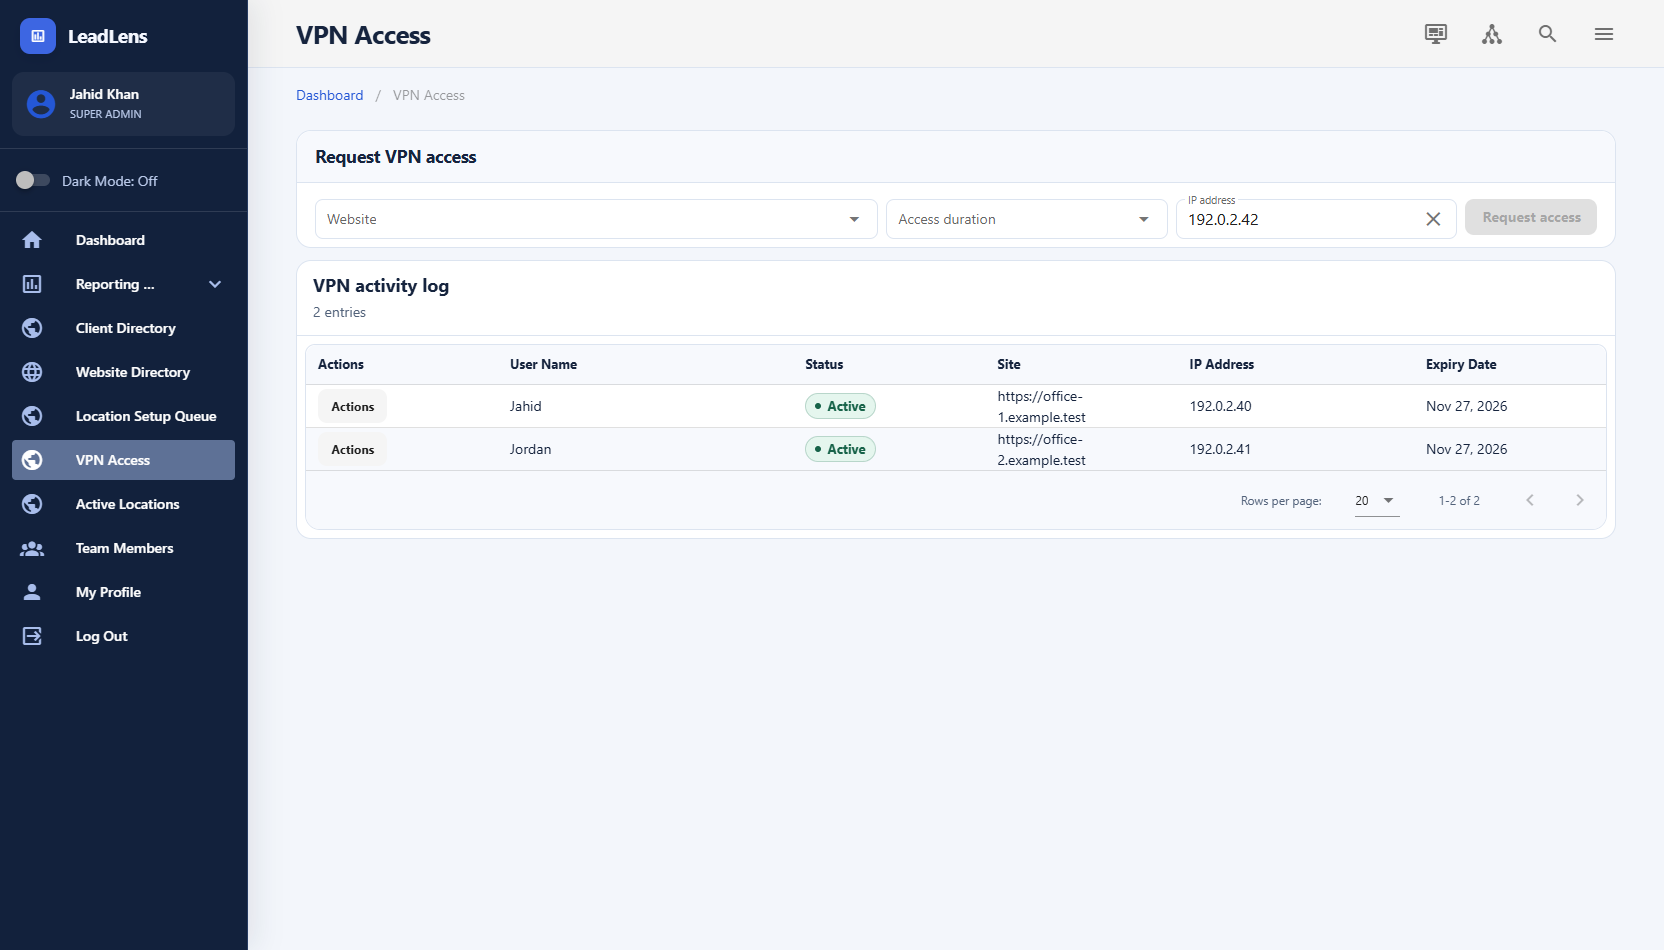 LeadLens
Jahid Khan
SUPER ADMIN
Dark Mode: Off
Dashboard
Reporting ...
Client Directory
Website Directory
Location Setup Queue
VPN Access
Active Locations
Team Members
My Profile
Log Out
VPN Access
Dashboard / VPN Access
Request VPN access
Website
Access duration
IP address
192.0.2.42
Request access
VPN activity log
2 entries
Actions User Name Status Site IP Address Expiry Date
Actions Jahid Active https://office-1.example.test 192.0.2.40 Nov 27, 2026
Actions Jordan Active https://office-2.example.test 192.0.2.41 Nov 27, 2026
Rows per page: 20 1-2 of 2